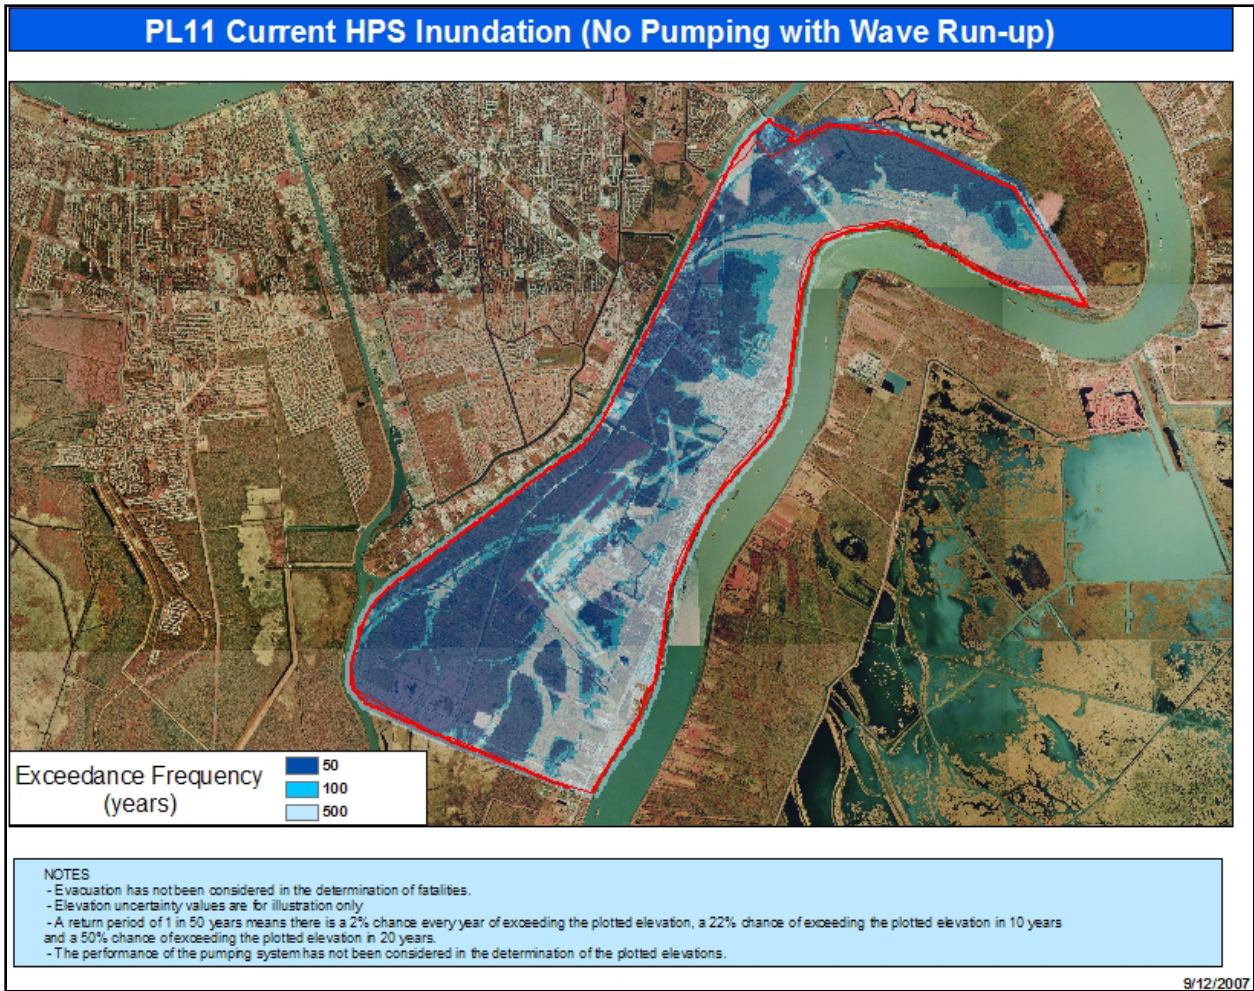 PL11 Current HPS Inundation (No Pumping with Wave Run-up)
Exceedance Frequency
(years)
50
100
500
NOTES
- Evacuation has not been considered in the determination of fatalities.
- Elevation uncertainty values are for illustration only
- A return period of 1 in 50 years means there is a 2% chance every year of exceeding the plotted elevation, a 22% chance of exceeding the plotted elevation in 10 years
and a 50% chance of exceeding the plotted elevation in 20 years.
- The performance of the pumping system has not been considered in the determination of the plotted elevations.
9/12/2007